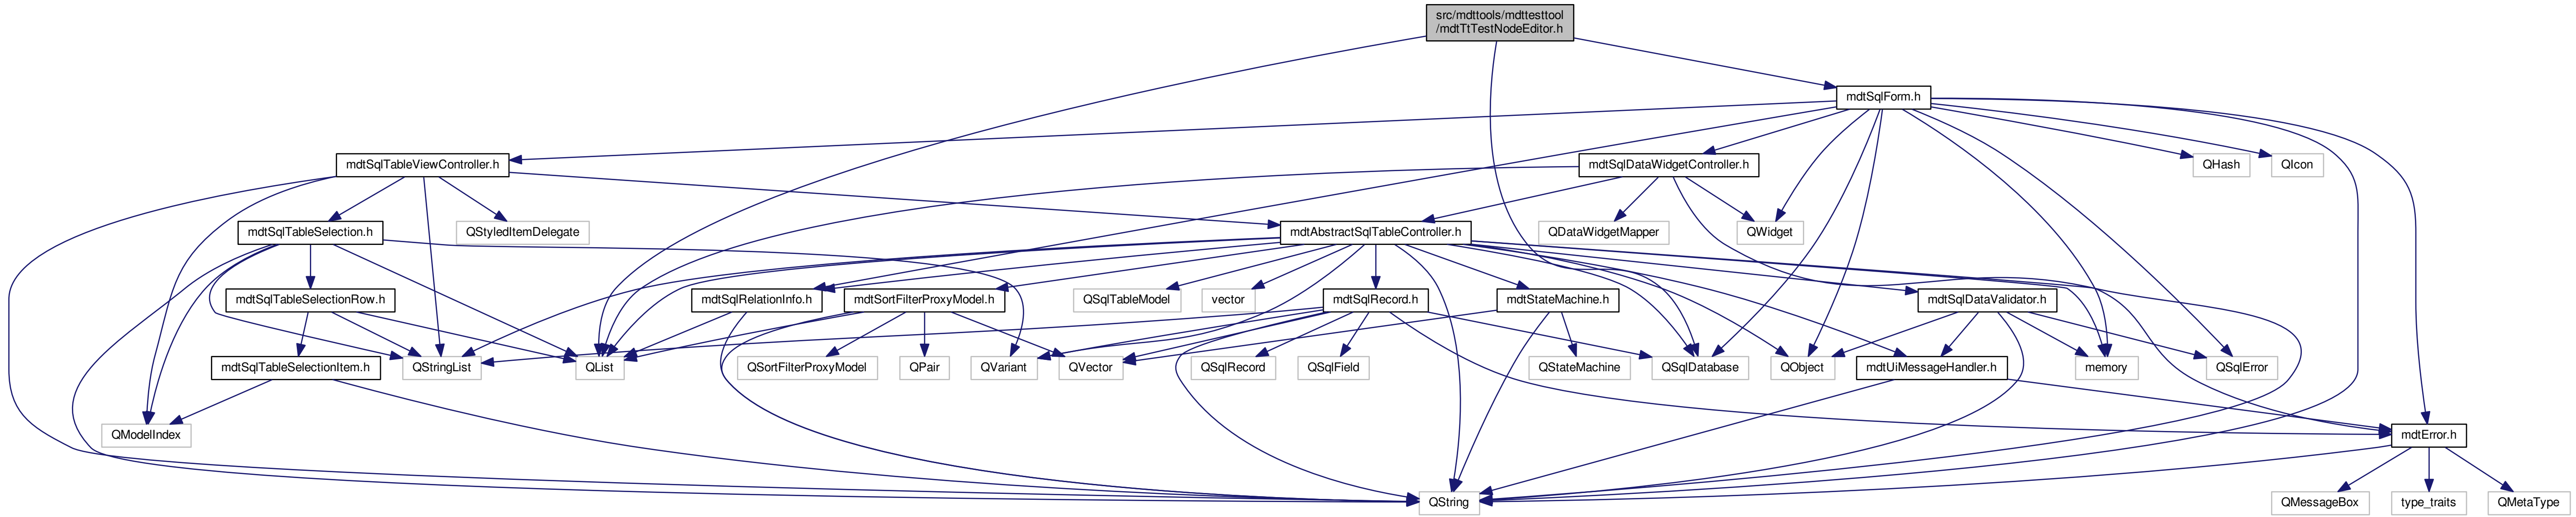 src/mdttools/mdttesttool
/mdtTtTestNodeEditor.h
mdtSqlForm.h
mdtSqlTableViewController.h
mdtSqlDataWidgetController.h
QHash
QIcon
mdtSqlTableSelection.h
QStyledItemDelegate
mdtAbstractSqlTableController.h
QDataWidgetMapper
QWidget
mdtSqlTableSelectionRow.h
mdtSqlRelationInfo.h
mdtSortFilterProxyModel.h
QSqlTableModel
vector
mdtSqlRecord.h
mdtStateMachine.h
mdtSqlDataValidator.h
mdtSqlTableSelectionItem.h
QStringList
QList
QSortFilterProxyModel
QPair
QVariant
QVector
QSqlRecord
QSqlField
QStateMachine
QSqlDatabase
QObject
mdtUiMessageHandler.h
memory
QSqlError
QModelIndex
mdtError.h
QString
QMessageBox
type_traits
QMetaType